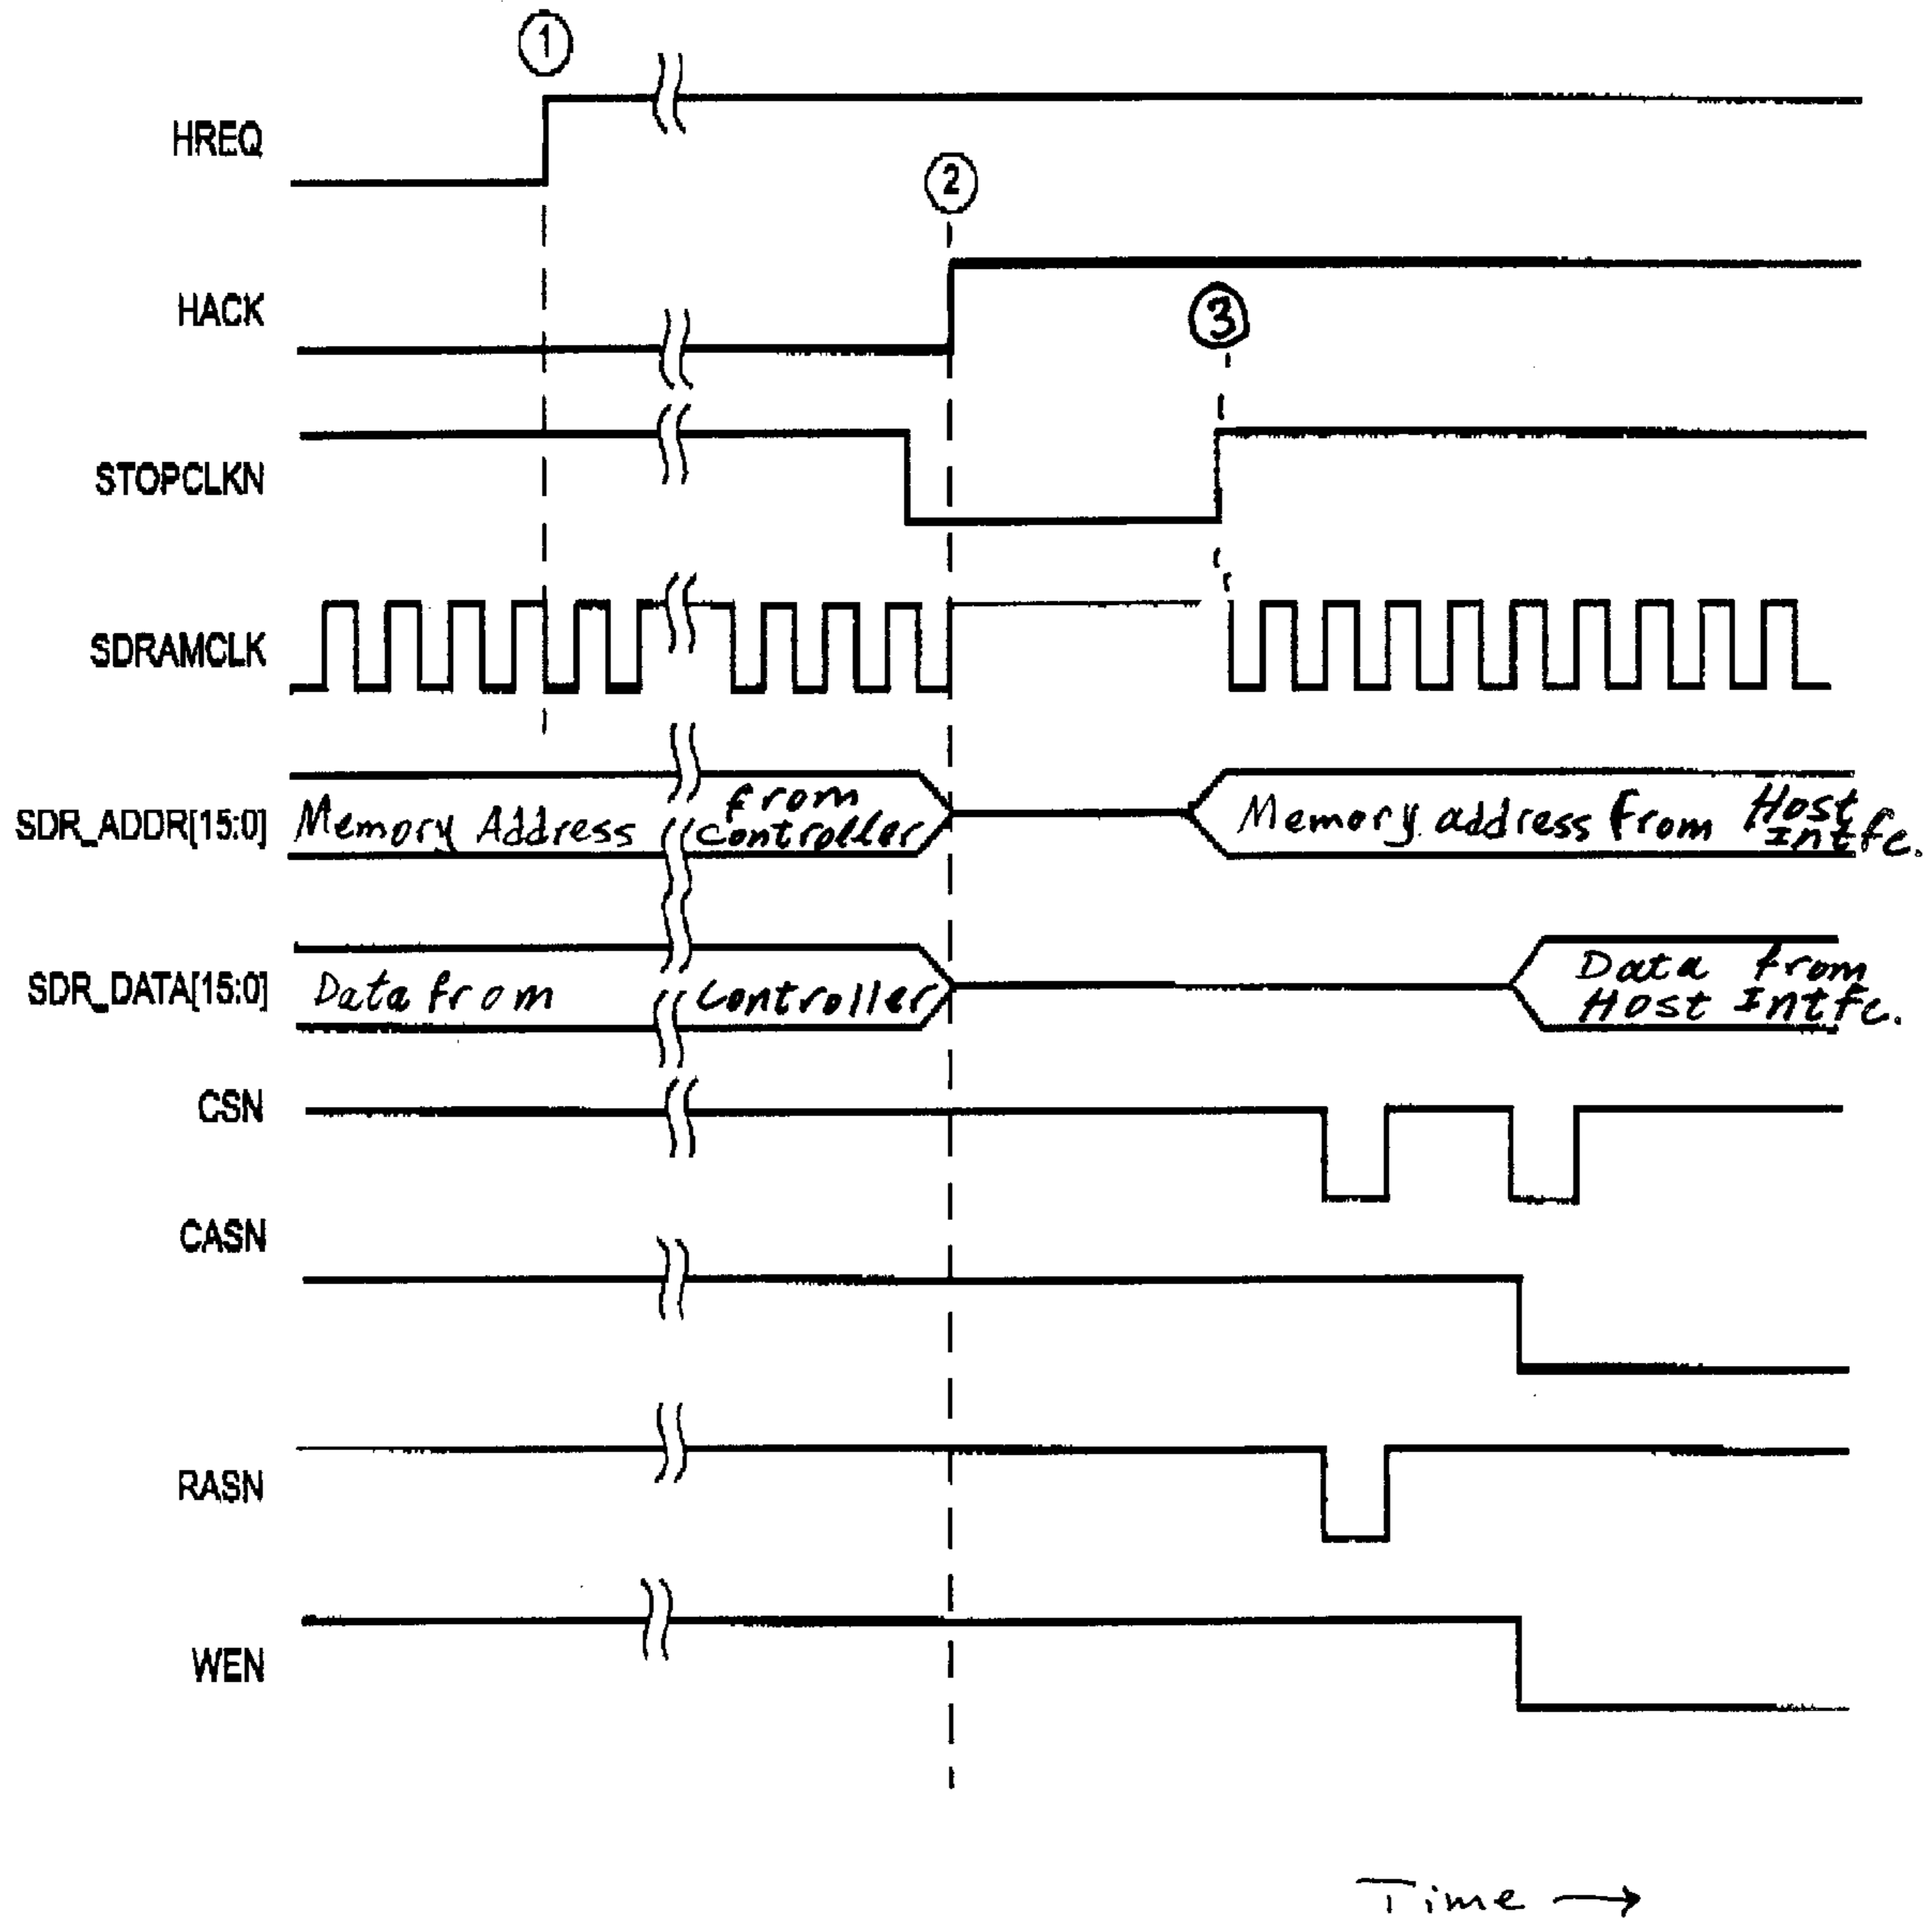 1
HREQ
2
HACK
3
STOPCLKN
SDRAMCLK
SDR_ADDR[15:0]
Memory Address from Controller
Memory address from Host Intfc.
SDR_DATA[15:0]
Data from Controller
Data from
Host Intfc.
CSN
CASN
RASN
WEN
Time